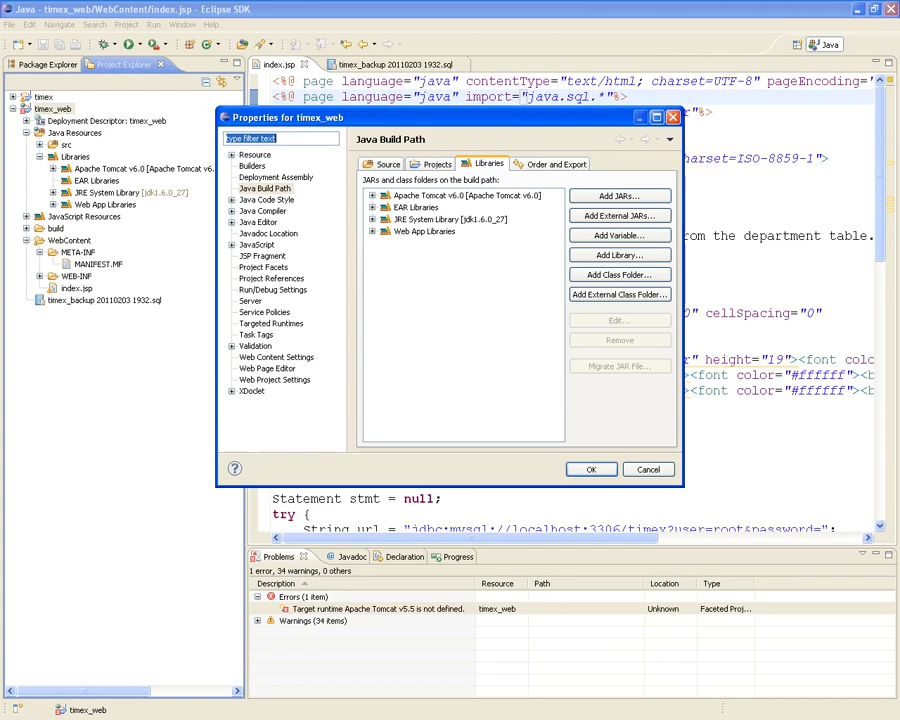 Java - timex_web/WebContent/index.jsp - Eclipse SDK
File Edit Navigate Search Project Run Window Help
Java
Package Explorer Project Explorer
timex
timex_web
Deployment Descriptor: timex_web
Java Resources
src
Libraries
Apache Tomcat v6.0 [Apache Tomcat v6.
EAR Libraries
JRE System Library [jdk1.6.0_27]
Web App Libraries
JavaScript Resources
build
WebContent
META-INF
MANIFEST.MF
WEB-INF
index.jsp
timex_backup 20110203 1932.sql
index.jsp timex_backup 20110203 1932.sql
<%@ page language="java" contentType="text/html; charset=UTF-8" pageEncoding="
<%@ page language="java" import="java.sql.*"%>
"%>
charset=ISO-8859-1">
rom the department table.
0" cellSpacing="0"
" height="19"><font colo
><font color="#ffffff"><b
><font color="#ffffff"><b
Statement stmt = null;
try {
String url = "jdbc:mysql://localhost:3306/timex?user=root&password=";
Properties for timex_web
type filter text
Resource
Builders
Deployment Assembly
Java Build Path
Java Code Style
Java Compiler
Java Editor
Javadoc Location
JavaScript
JSP Fragment
Project Facets
Project References
Run/Debug Settings
Server
Service Policies
Targeted Runtimes
Task Tags
Validation
Web Content Settings
Web Page Editor
Web Project Settings
XDoclet
Java Build Path
Source Projects Libraries Order and Export
JARs and class folders on the build path:
Apache Tomcat v6.0 [Apache Tomcat v6.0]
EAR Libraries
JRE System Library [jdk1.6.0_27]
Web App Libraries
Add JARs...
Add External JARs...
Add Variable...
Add Library...
Add Class Folder...
Add External Class Folder...
Edit...
Remove
Migrate JAR File...
? OK Cancel
Problems @ Javadoc Declaration Progress
1 error, 34 warnings, 0 others
Description Resource Path Location Type
Errors (1 item)
Target runtime Apache Tomcat v5.5 is not defined. timex_web Unknown Faceted Proj...
Warnings (34 items)
timex_web